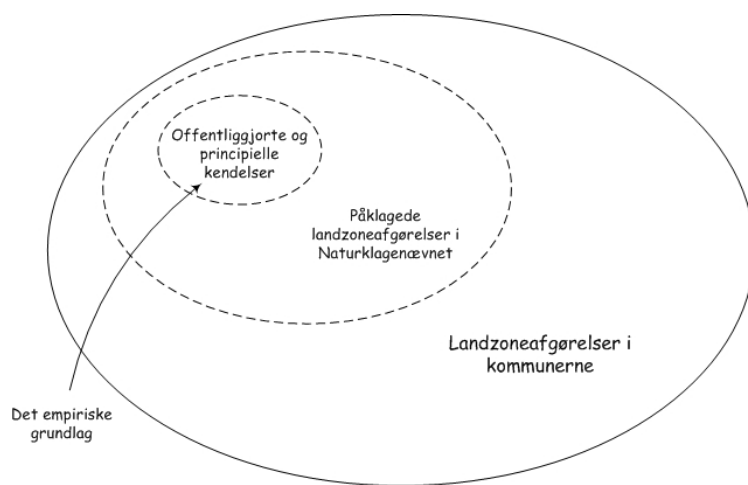 Offentliggjorte og
principielle
kendelser
Påklagede
landzoneafgørelser i
Naturklagenævnet
Landzoneafgørelser i
kommunerne
Det empiriske
grundlag